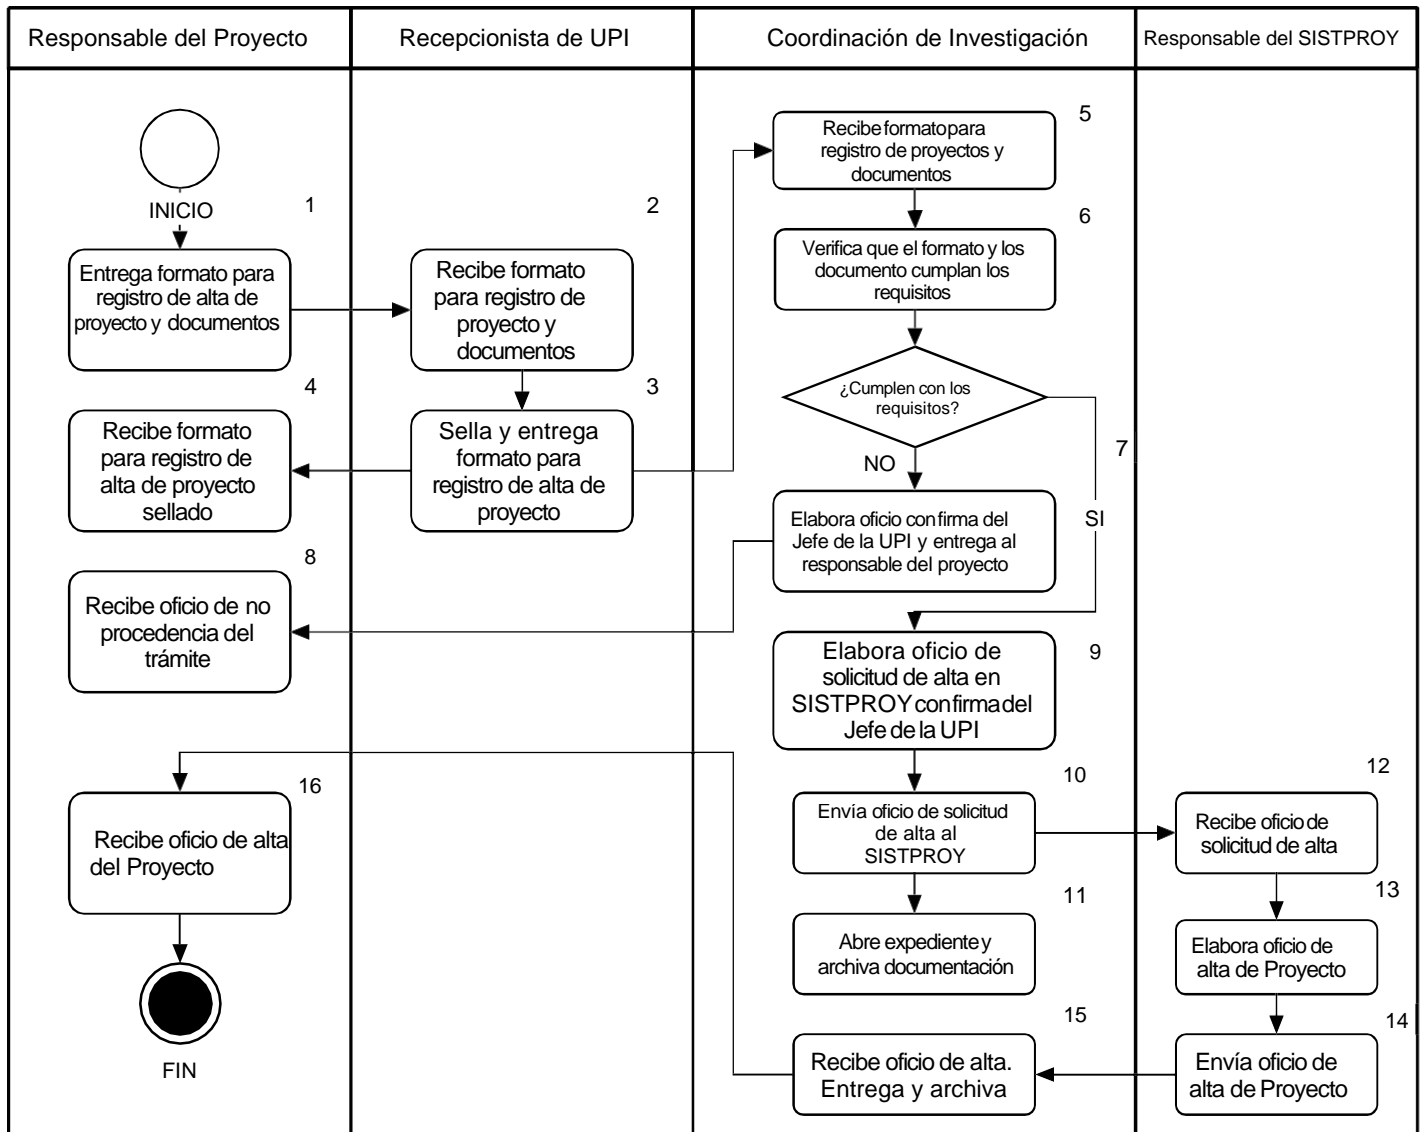 Responsable del Proyecto
Recepcionista de UPI
Coordinación de Investigación
Responsable del SISTPROY
INICIO
1
Entrega formato para
registro de alta de
proyecto y documentos
2
Recibe formato
para registro de
proyecto y
documentos
3
Sella y entrega
formato para
registro de alta de
proyecto
4
Recibe formato
para registro de
alta de proyecto
sellado
5
Recibe formato para
registro de proyectos y
documentos
6
Verifica que el formato y los
documento cumplan los
requisitos
¿Cumplen con los
requisitos?
NO
SI
7
Elabora oficio con firma del
Jefe de la UPI y entrega al
responsable del proyecto
8
Recibe oficio de no
procedencia del
trámite
9
Elabora oficio de
solicitud de alta en
SISTPROY con firma del
Jefe de la UPI
10
Envía oficio de solicitud
de alta al
SISTPROY
11
Abre expediente y
archiva documentación
12
Recibe oficio de
solicitud de alta
13
Elabora oficio de
alta de Proyecto
14
Envía oficio de
alta de Proyecto
15
Recibe oficio de alta.
Entrega y archiva
16
Recibe oficio de alta
del Proyecto
FIN